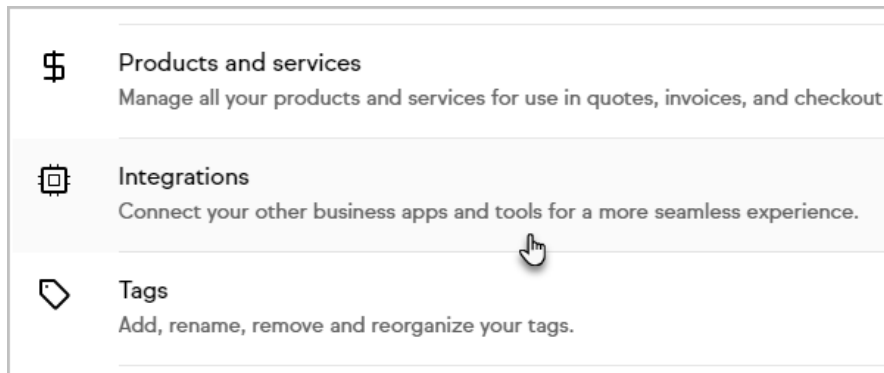 Products and services
Manage all your products and services for use in quotes, invoices, and checkout
Integrations
Connect your other business apps and tools for a more seamless experience.
Tags
Add, rename, remove and reorganize your tags.